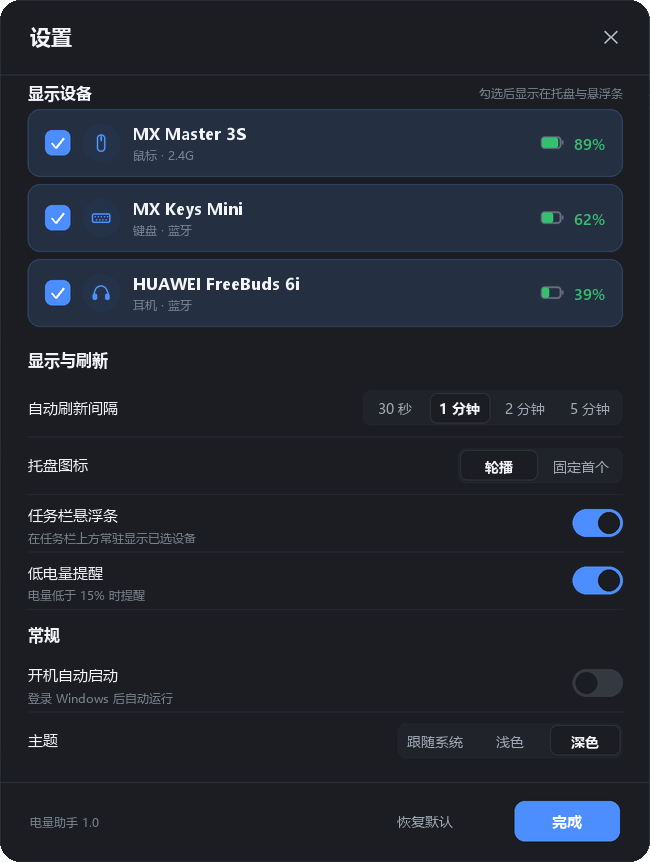 设置
显示设备
勾选后显示在托盘与悬浮条
MX Master 3S
鼠标 · 2.4G
89%
MX Keys Mini
键盘 · 蓝牙
62%
HUAWEI FreeBuds 6i
耳机 · 蓝牙
39%
显示与刷新
自动刷新间隔
30 秒
1 分钟
2 分钟
5 分钟
托盘图标
轮播
固定首个
任务栏悬浮条
在任务栏上方常驻显示已选设备
低电量提醒
电量低于 15% 时提醒
常规
开机自动启动
登录 Windows 后自动运行
主题
跟随系统
浅色
深色
电量助手 1.0
恢复默认
完成